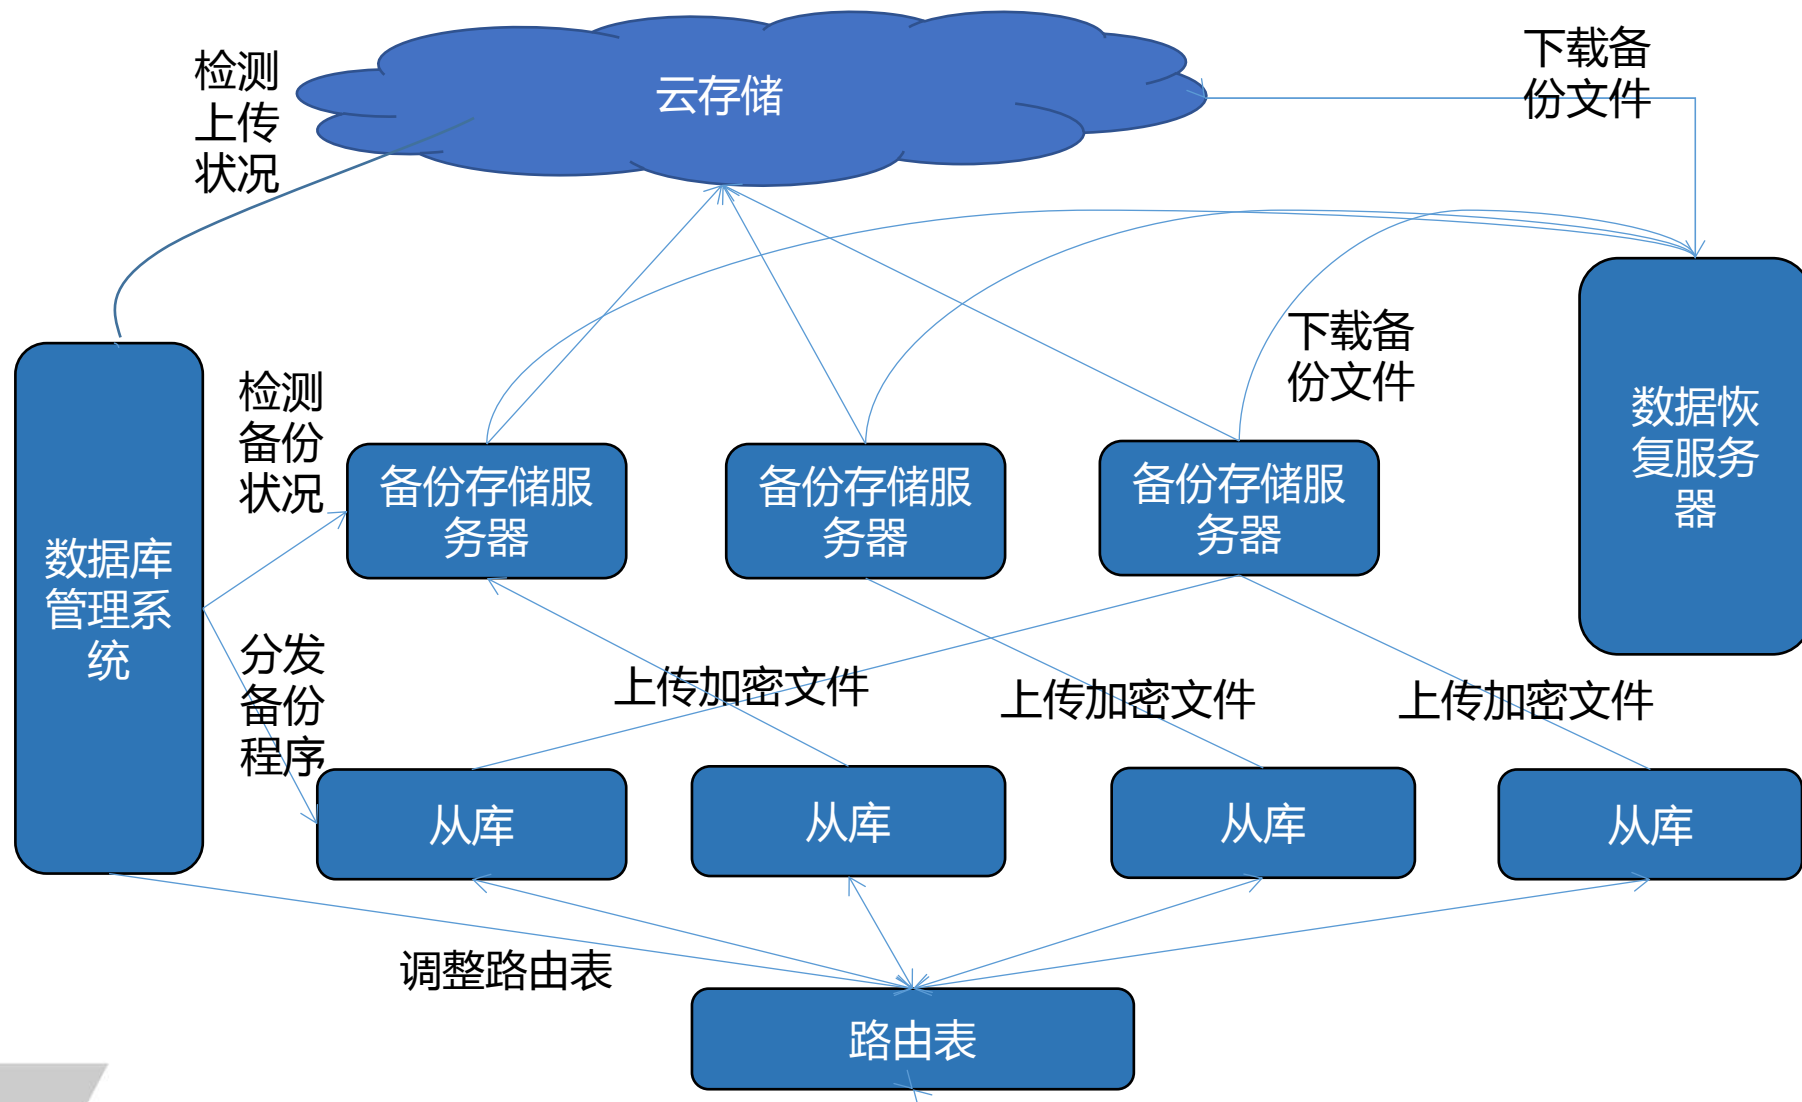 检测
上传
状况
云存储
下载备
份文件
下载备
份文件
检测
备份
状况
备份存储服
务器
备份存储服
务器
备份存储服
务器
数据恢
复服务
器
数据库
管理系
统
分发
备份
程序
上传加密文件
上传加密文件
上传加密文件
从库
从库
从库
从库
调整路由表
路由表